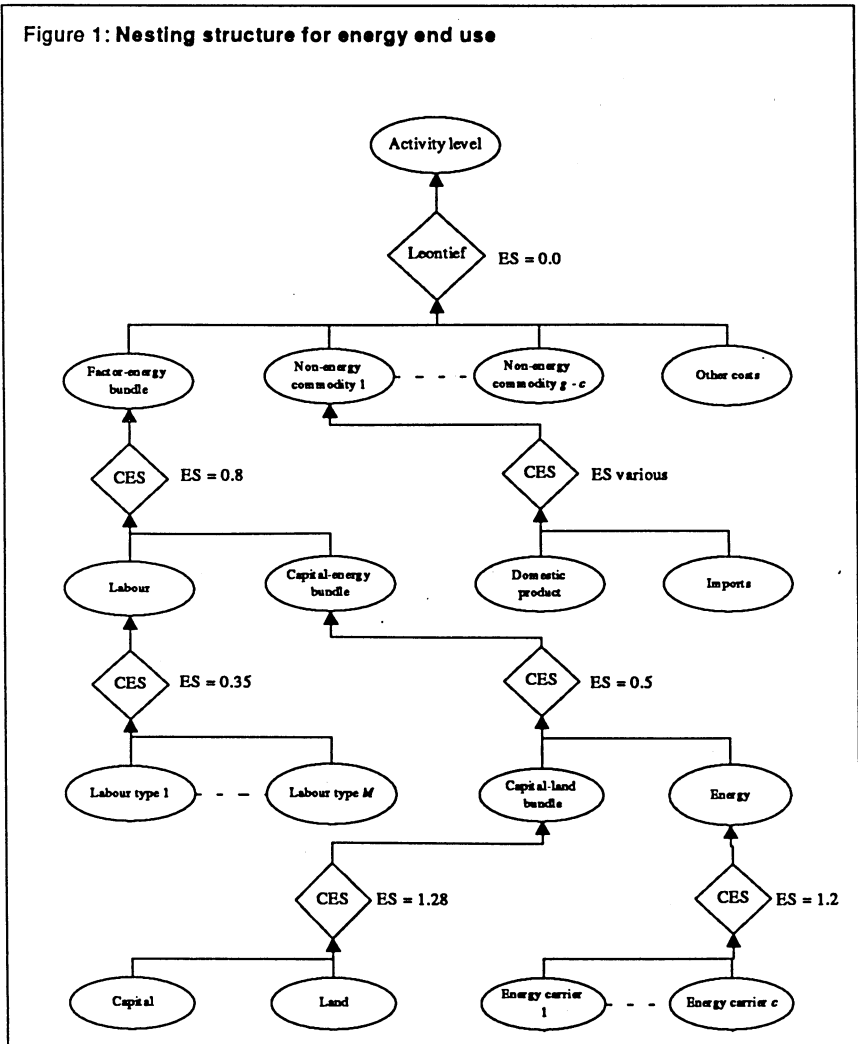 Figure 1: Nesting structure for energy end use
Activity level
Leontief
ES = 0.0
Factor-energy
bundle
Non-energy
commodity 1
Non-energy
commodity g - c
Other costs
CES
ES = 0.8
CES
ES various
Labour
Capital-energy
bundle
Domestic
product
Imports
CES
ES = 0.35
CES
ES = 0.5
Labour type 1
Labour type M
Capital-land
bundle
Energy
CES
ES = 1.28
CES
ES = 1.2
Capital
Land
Energy carrier
1
Energy carrier c